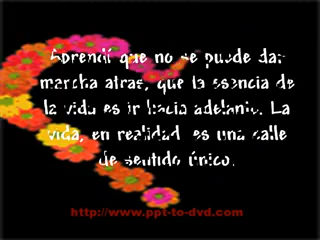 Aprendí que no se puede dar
marcha atras, que la esencia de
la vida es ir hacia adelante. La
vida, en realidad es una calle
de sentido único.
http://www.ppt-to-dvd.com